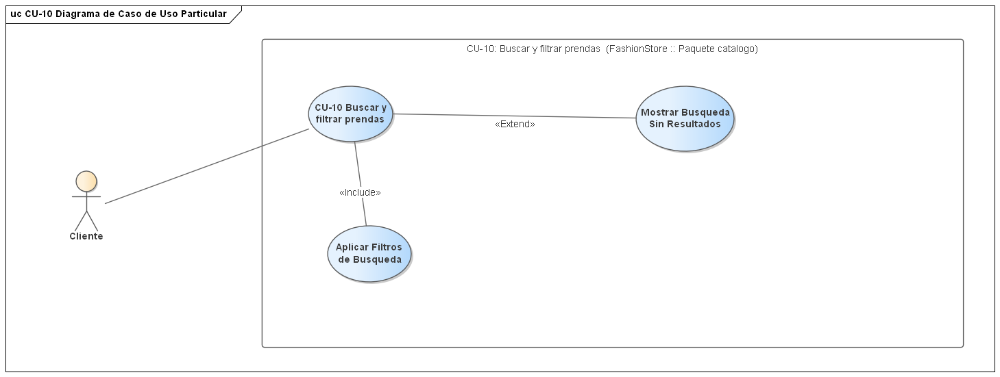 uc CU-10 Diagrama de Caso de Uso Particular
CU-10: Buscar y filtrar prendas  (FashionStore :: Paquete catalogo)
CU-10 Buscar y
filtrar prendas
Mostrar Busqueda
Sin Resultados
«Extend»
«Include»
Cliente
Aplicar Filtros
de Busqueda